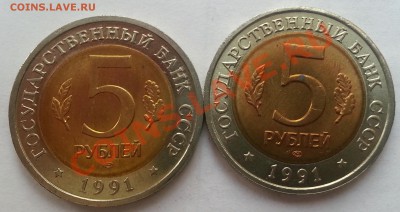 COINS.LAVE.RU
ГОСУДАРСТВЕННЫЙ БАНК СССР
5
РУБЛЕЙ
1991
ГОСУДАРСТВЕННЫЙ БАНК СССР
5
РУБЛЕЙ
1991